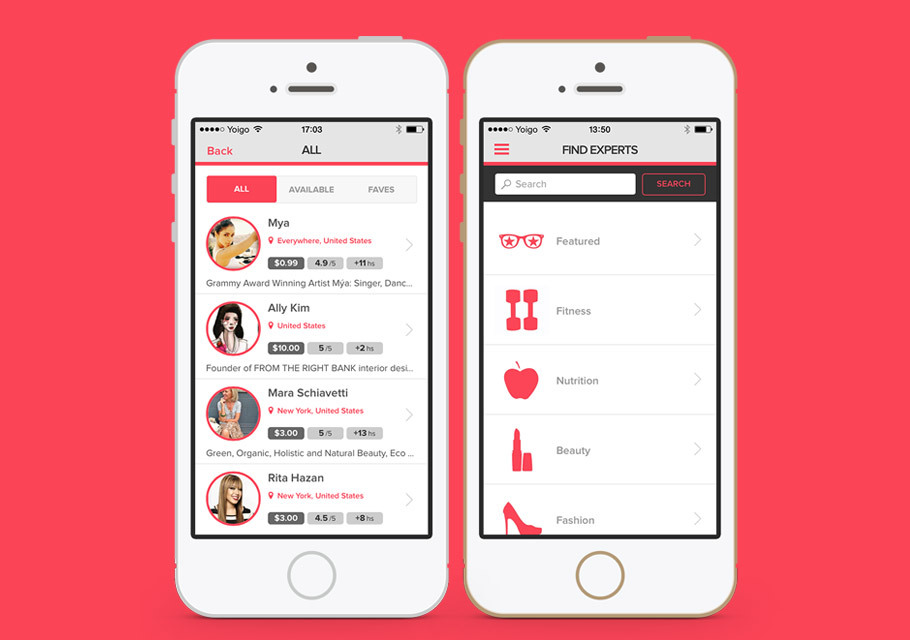 Yoigo 17:03
Back ALL
ALL AVAILABLE FAVES
Mya
Everywhere, United States
$0.99 4.9 /5 +11 hs
Grammy Award Winning Artist Mýa: Singer, Danc...
Ally Kim
United States
$10.00 5 /5 +2 hs
Founder of FROM THE RIGHT BANK interior desi...
Mara Schiavetti
New York, United States
$3.00 5 /5 +13 hs
Green, Organic, Holistic and Natural Beauty, Eco ...
Rita Hazan
New York, United States
$3.00 4.5 /5 +8 hs
Yoigo 13:50
FIND EXPERTS
Search SEARCH
Featured
Fitness
Nutrition
Beauty
Fashion